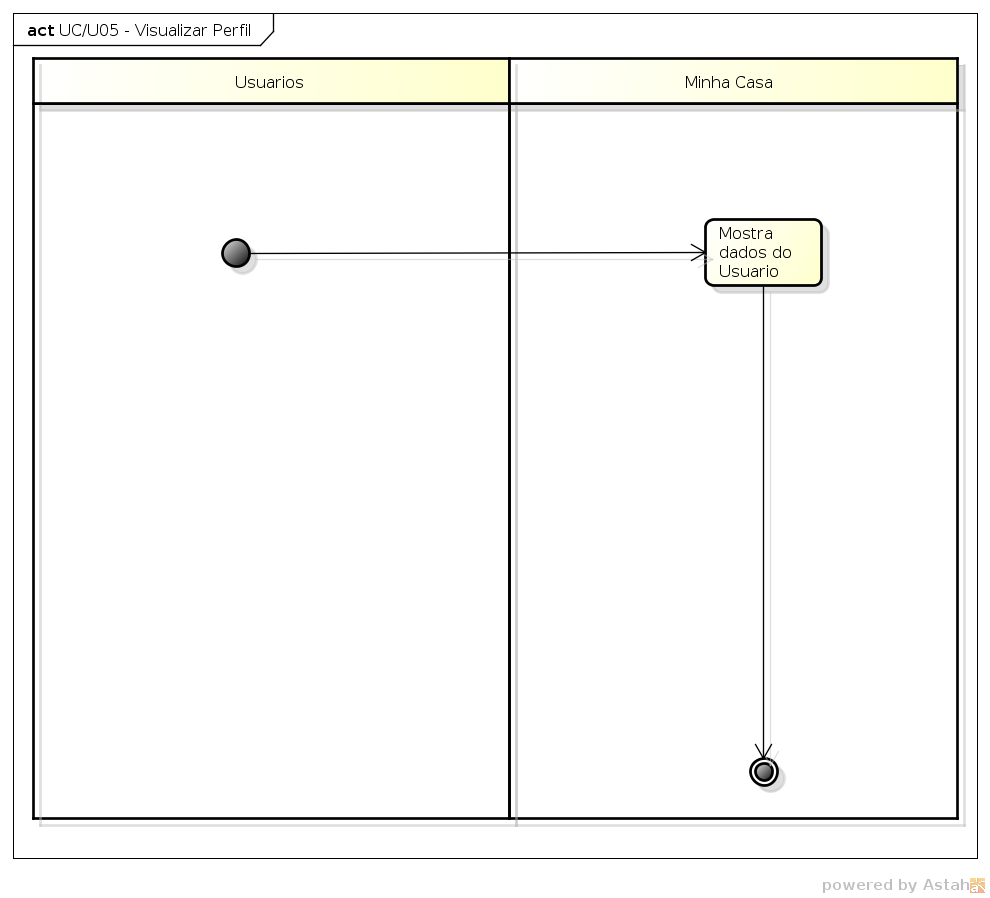 act UC/U05 - Visualizar Perfil
Usuarios
Minha Casa
Mostra
dados do
Usuario
powered by Astah